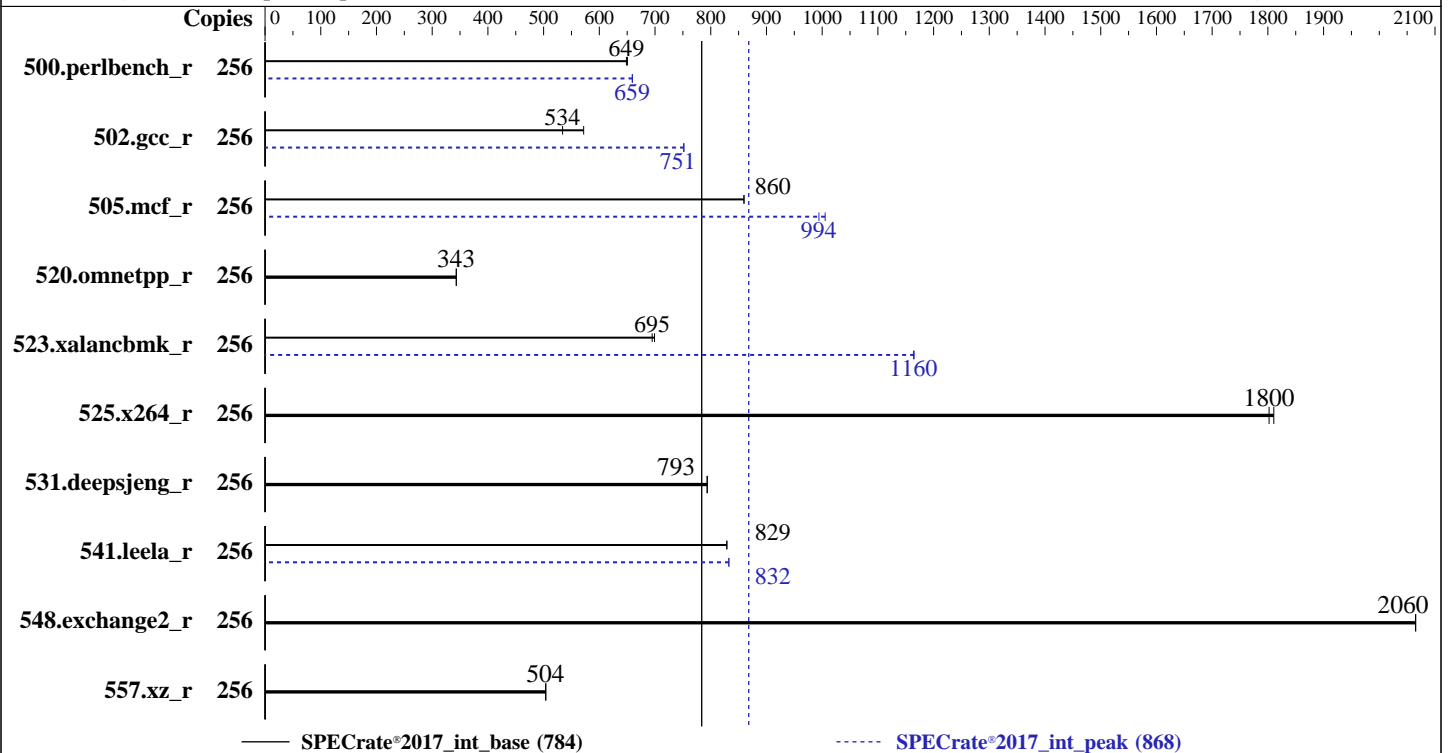 Copies 0 100 200 300 400 500 600 700 800 900 1000 1100 1200 1300 1400 1500 1600 1700 1800 1900 2100
649
500.perlbench_r 256
659
534
502.gcc_r 256
751
860
505.mcf_r 256
994
343
520.omnetpp_r 256
695
523.xalancbmk_r 256
1160
1800
525.x264_r 256
793
531.deepsjeng_r 256
829
541.leela_r 256
832
2060
548.exchange2_r 256
504
557.xz_r 256
SPECrate®2017_int_base (784) SPECrate®2017_int_peak (868)